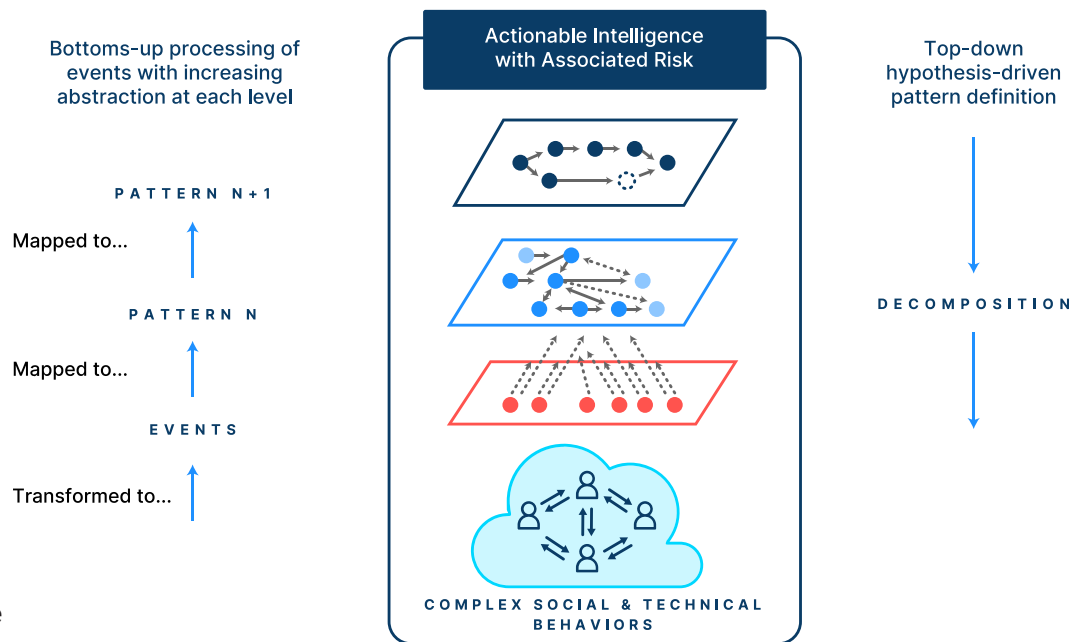 Bottoms-up processing of
events with increasing
abstraction at each level
PATTERN N+1
Mapped to...
PATTERN N
Mapped to...
EVENTS
Transformed to...
Actionable Intelligence
with Associated Risk
COMPLEX SOCIAL & TECHNICAL
BEHAVIORS
Top-down
hypothesis-driven
pattern definition
DECOMPOSITION